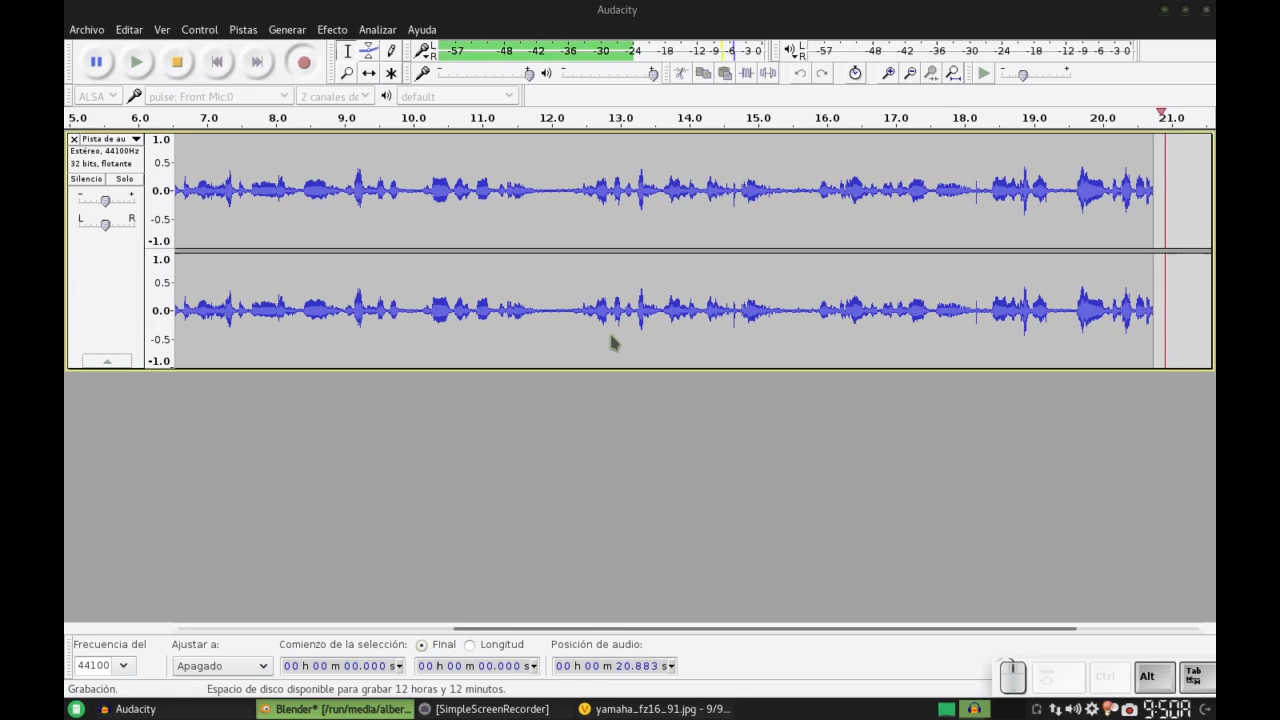 Audacity
Archivo Editar Ver Control Pistas Generar Efecto Analizar Ayuda
L R -57 -48 -42 -36 -30 -24 -18 -12 -9 -6 -3 0 L R -57 -48 -42 -36 -30 -24 -18 -12 -9 -6 -3 0
- + - + - +
ALSA pulse: Front Mic:0 2 canales de default
5.0 6.0 7.0 8.0 9.0 10.0 11.0 12.0 13.0 14.0 15.0 16.0 17.0 18.0 19.0 20.0 21.0
Pista de au
Estéreo, 44100Hz
32 bits, flotante
Silencio Solo
- +
L R
1.0
0.5
0.0
-0.5
-1.0
1.0
0.5
0.0
-0.5
-1.0
Frecuencia del Ajustar a: Comienzo de la selección: FInal Longitud Posición de audio:
44100 Apagado 00 h 00 m 00.000 s 00 h 00 m 00.000 s 00 h 00 m 20.883 s
Grabación. Espacio de disco disponible para grabar 12 horas y 12 minutos.
Ctrl Alt Tab
Audacity Blender* [/run/media/alber... [SimpleScreenRecorder] yamaha_fz16_91.jpg - 9/9...